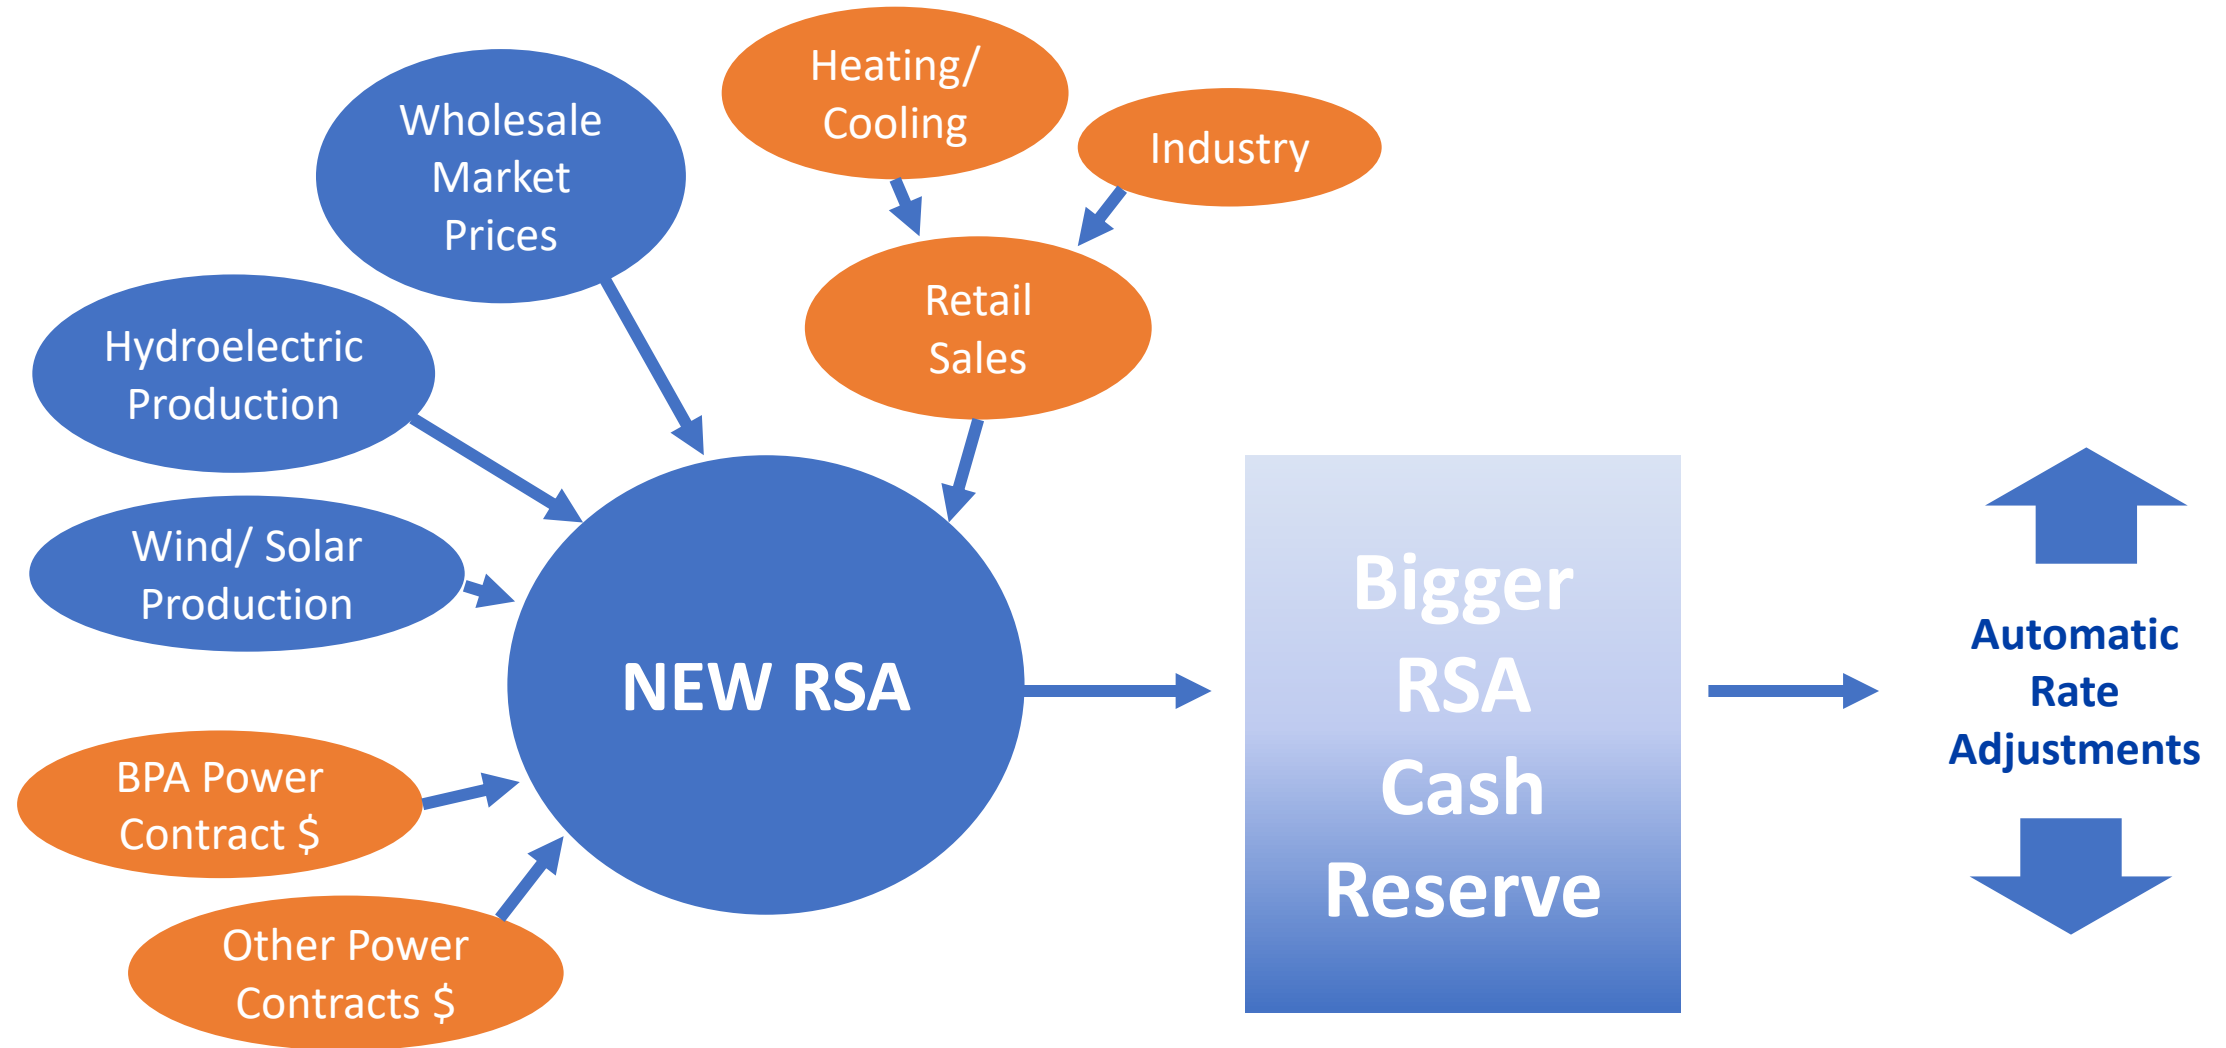 Heating/
Cooling
Industry
Wholesale
Market
Prices
Retail
Sales
Hydroelectric
Production
Wind/ Solar
Production
BPA Power
Contract $
Other Power
Contracts $
NEW RSA
Bigger
RSA
Cash
Reserve
Automatic
Rate
Adjustments